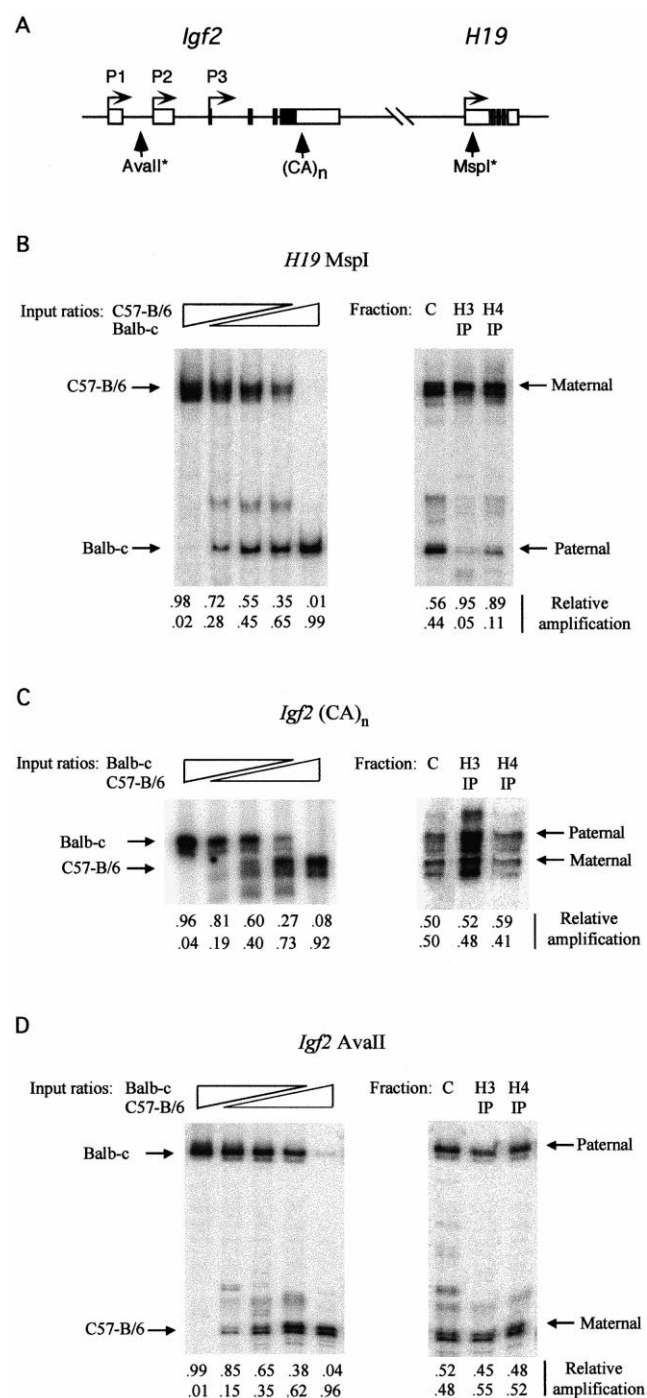 A
Igf2 H19
P1 P2 P3
AvaII* (CA)n MspI*
B
H19 MspI
Input ratios: C57-B/6 Fraction: C H3 H4
Balb-c IP IP
C57-B/6 Maternal
Balb-c Paternal
.98 .72 .55 .35 .01 .56 .95 .89 Relative
.02 .28 .45 .65 .99 .44 .05 .11 amplification
C
Igf2 (CA)n
Input ratios: Balb-c Fraction: C H3 H4
C57-B/6 IP IP
Balb-c Paternal
C57-B/6 Maternal
.96 .81 .60 .27 .08 .50 .52 .59 Relative
.04 .19 .40 .73 .92 .50 .48 .41 amplification
D
Igf2 AvaII
Input ratios: Balb-c Fraction: C H3 H4
C57-B/6 IP IP
Balb-c Paternal
C57-B/6 Maternal
.99 .85 .65 .38 .04 .52 .45 .48 Relative
.01 .15 .35 .62 .96 .48 .55 .52 amplification